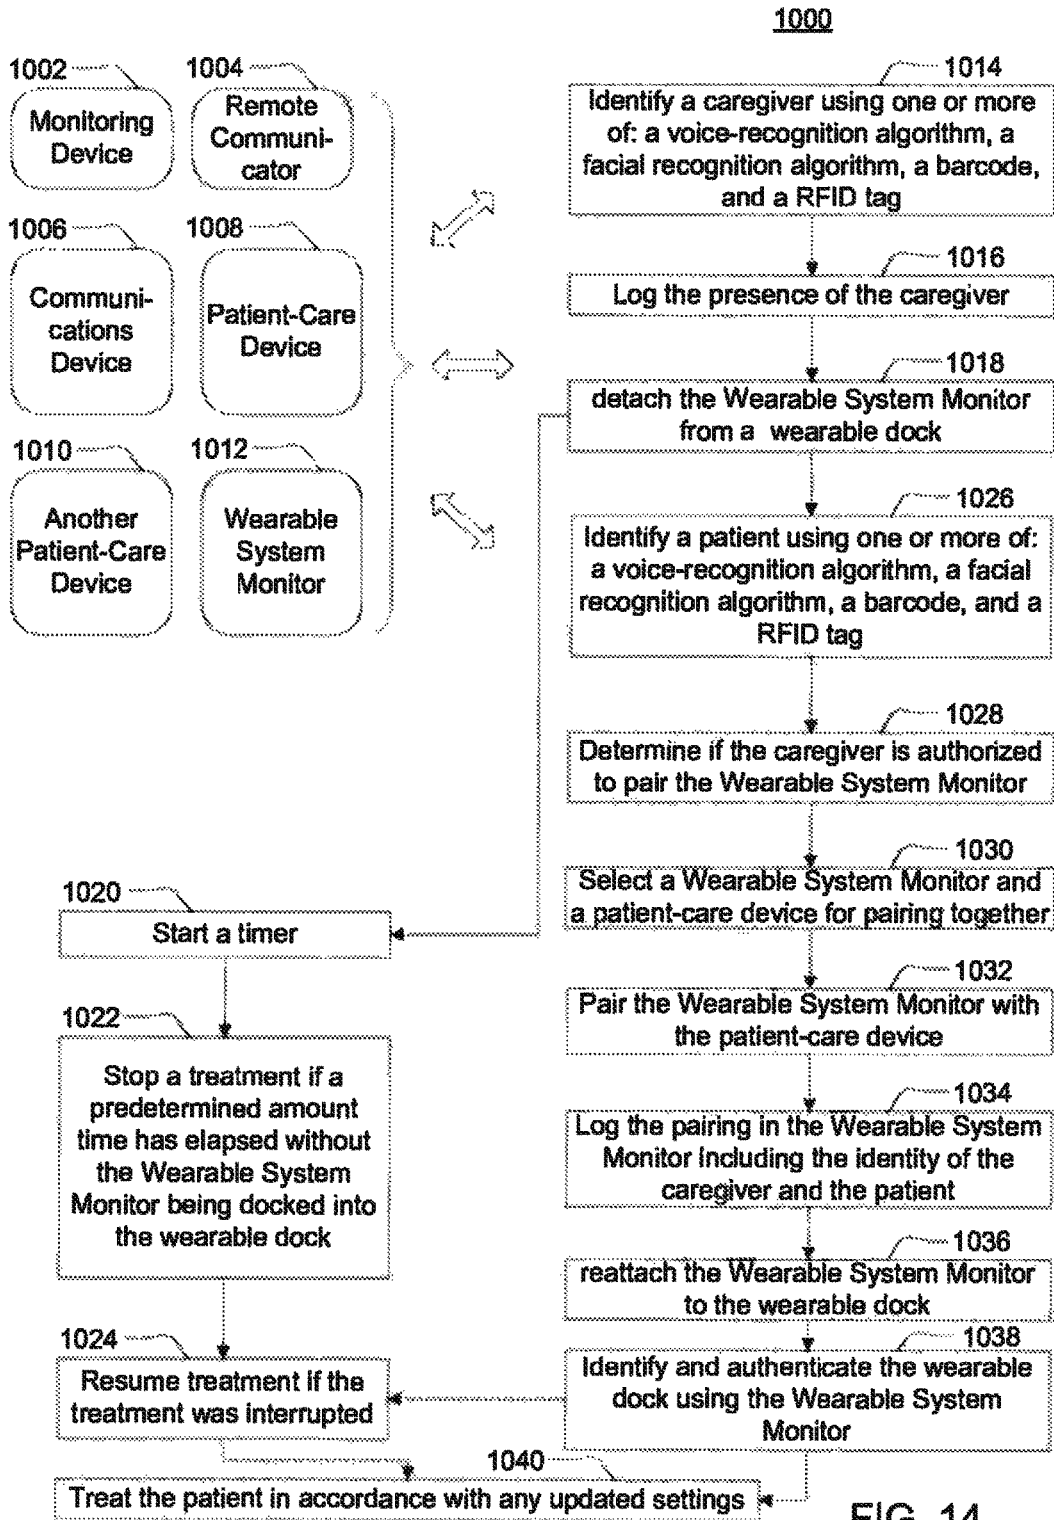 1000
1002
Monitoring
Device
1004
Remote
Communi-
cator
1006
Communi-
cations
Device
1008
Patient-Care
Device
1010
Another
Patient-Care
Device
1012
Wearable
System
Monitor
1014
Identify a caregiver using one or more
of: a voice-recognition algorithm, a
facial recognition algorithm, a barcode,
and a RFID tag
1016
Log the presence of the caregiver
1018
detach the Wearable System Monitor
from a wearable dock
1026
Identify a patient using one or more of:
a voice-recognition algorithm, a facial
recognition algorithm, a barcode, and a
RFID tag
1028
Determine if the caregiver is authorized
to pair the Wearable System Monitor
1030
Select a Wearable System Monitor and
a patient-care device for pairing together
1032
Pair the Wearable System Monitor with
the patient-care device
1034
Log the pairing in the Wearable System
Monitor including the identity of the
caregiver and the patient
1036
reattach the Wearable System Monitor
to the wearable dock
1038
Identify and authenticate the wearable
dock using the Wearable System
Monitor
1020
Start a timer
1022
Stop a treatment if a
predetermined amount
time has elapsed without
the Wearable System
Monitor being docked into
the wearable dock
1024
Resume treatment if the
treatment was interrupted
1040
Treat the patient in accordance with any updated settings
FIG. 14